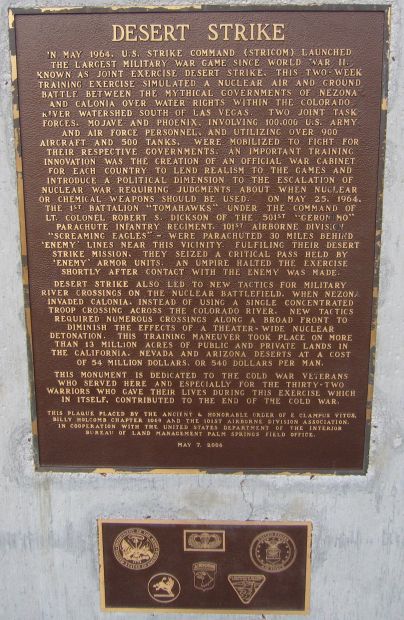 DESERT STRIKE
IN MAY 1964, U.S. STRIKE COMMAND (STRICOM) LAUNCHED
THE LARGEST MILITARY WAR GAME SINCE WORLD WAR II.
KNOWN AS JOINT EXERCISE DESERT STRIKE, THIS TWO-WEEK
TRAINING EXERCISE SIMULATED A NUCLEAR AIR AND GROUND
BATTLE BETWEEN THE MYTHICAL GOVERNMENTS OF NEZONA
AND CALONIA OVER WATER RIGHTS WITHIN THE COLORADO
RIVER WATERSHED SOUTH OF LAS VEGAS. TWO JOINT TASK
FORCES, MOJAVE AND PHOENIX, INVOLVING 100,000 U.S. ARMY
AND AIR FORCE PERSONNEL, AND UTILIZING OVER 900
AIRCRAFT AND 500 TANKS, WERE MOBILIZED TO FIGHT FOR
THEIR RESPECTIVE GOVERNMENTS. AN IMPORTANT TRAINING
INNOVATION WAS THE CREATION OF AN OFFICIAL WAR CABINET
FOR EACH COUNTRY TO LEND REALISM TO THE GAMES AND
INTRODUCE A POLITICAL DIMENSION TO THE ESCALATION OF
NUCLEAR WAR REQUIRING JUDGMENTS ABOUT WHEN NUCLEAR
OR CHEMICAL WEAPONS SHOULD BE USED. ON MAY 25, 1964,
THE 1ST BATTALION "TOMAHAWKS" UNDER THE COMMAND OF
LT. COLONEL ROBERT S. DICKSON OF THE 501ST "GERONIMO"
PARACHUTE INFANTRY REGIMENT, 101ST AIRBORNE DIVISION
"SCREAMING EAGLES" - WERE PARACHUTED 30 MILES BEHIND
'ENEMY' LINES NEAR THIS VICINITY. FULFILING THEIR DESERT
STRIKE MISSION, THEY SEIZED A CRITICAL PASS HELD BY
'ENEMY' ARMOR UNITS. AN UMPIRE HALTED THE EXERCISE
SHORTLY AFTER CONTACT WITH THE ENEMY WAS MADE.
DESERT STRIKE ALSO LED TO NEW TACTICS FOR MILITARY
RIVER CROSSINGS ON THE NUCLEAR BATTLEFIELD. WHEN NEZONA
INVADED CALONIA, INSTEAD OF USING A SINGLE CONCENTRATED
TROOP CROSSING ACROSS THE COLORADO RIVER, NEW TACTICS
REQUIRED NUMEROUS CROSSINGS ALONG A BROAD FRONT TO
DIMINISH THE EFFECTS OF A THEATER-WIDE NUCLEAR
DETONATION. THIS TRAINING MANEUVER TOOK PLACE ON MORE
THAN 13 MILLION ACRES OF PUBLIC AND PRIVATE LANDS IN
THE CALIFORNIA, NEVADA AND ARIZONA DESERTS AT A COST
OF 54 MILLION DOLLARS, OR 540 DOLLARS PER MAN.
THIS MONUMENT IS DEDICATED TO THE COLD WAR VETERANS
WHO SERVED HERE AND ESPECIALLY FOR THE THIRTY-TWO
WARRIORS WHO GAVE THEIR LIVES DURING THIS EXERCISE WHICH
IN ITSELF, CONTRIBUTED TO THE END OF THE COLD WAR.
THIS PLAQUE PLACED BY THE ANCIENT & HONORABLE ORDER OF E CLAMPUS VITUS,
BILLY HOLCOMB CHAPTER 1069 AND THE 101ST AIRBORNE DIVISION ASSOCIATION,
IN COOPERATION WITH THE UNITED STATES DEPARTMENT OF THE INTERIOR
BUREAU OF LAND MANAGEMENT PALM SPRINGS FIELD OFFICE.
MAY 7, 2006
AIRBORNE